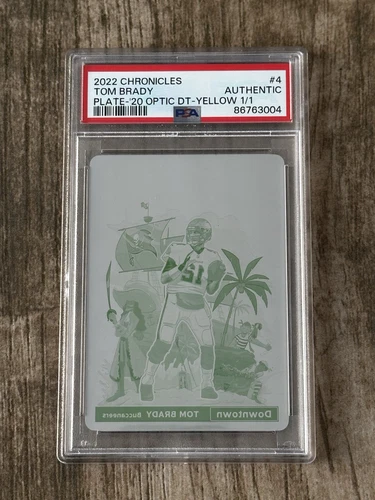 2022 CHRONICLES #4
TOM BRADY AUTHENTIC
PLATE-'20 OPTIC DT-YELLOW 1/1
PSA 86763004
12
Downtown TOM BRADY Buccaneers